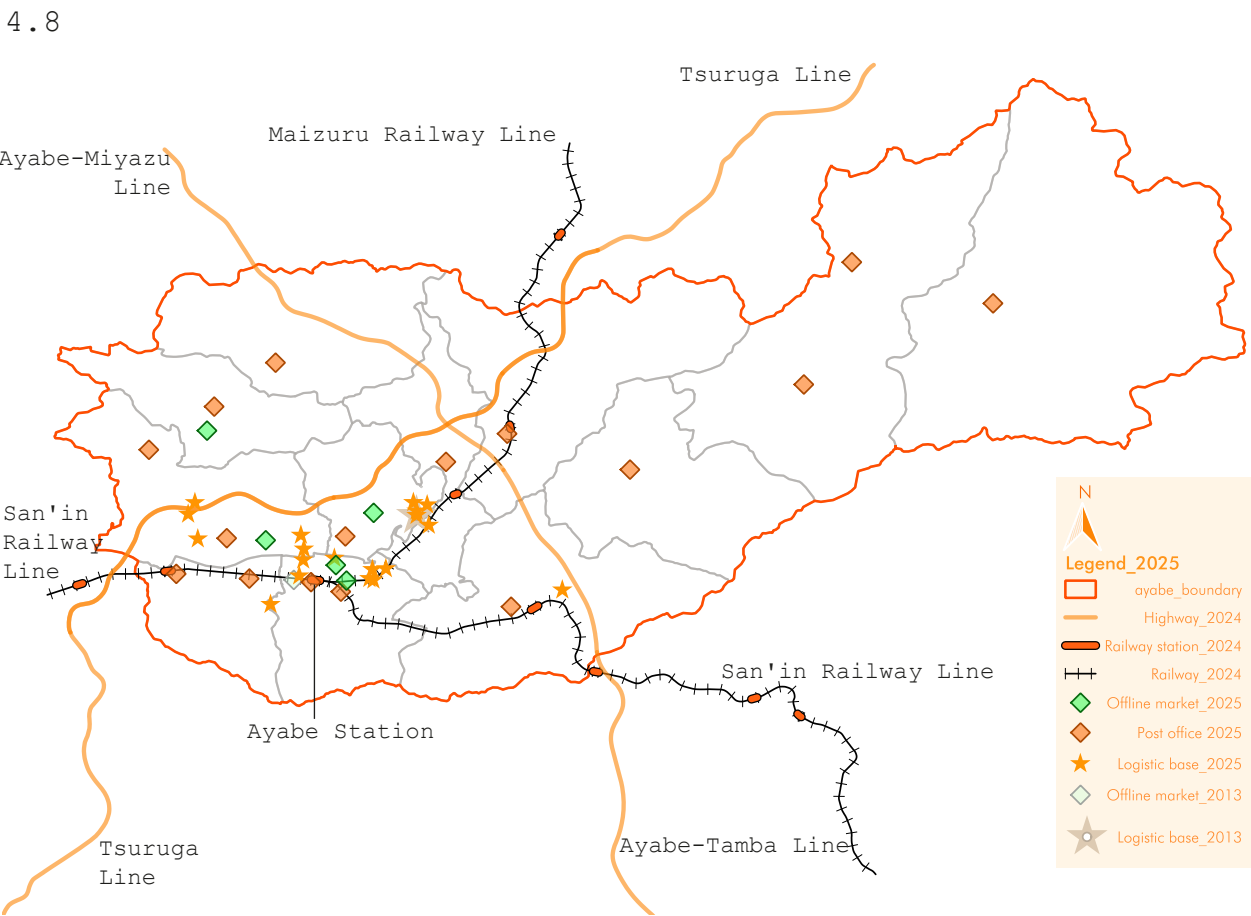 4.8
Tsuruga Line
Maizuru Railway Line
Ayabe-Miyazu
Line
San'in
Railway
Line
N
Legend_2025
ayabe_boundary
Highway_2024
Railway station_2024
Railway_2024
Offline market_2025
Post office 2025
Logistic base_2025
Offline market_2013
Logistic base_2013
San'in Railway Line
Ayabe Station
Tsuruga
Line
Ayabe-Tamba Line